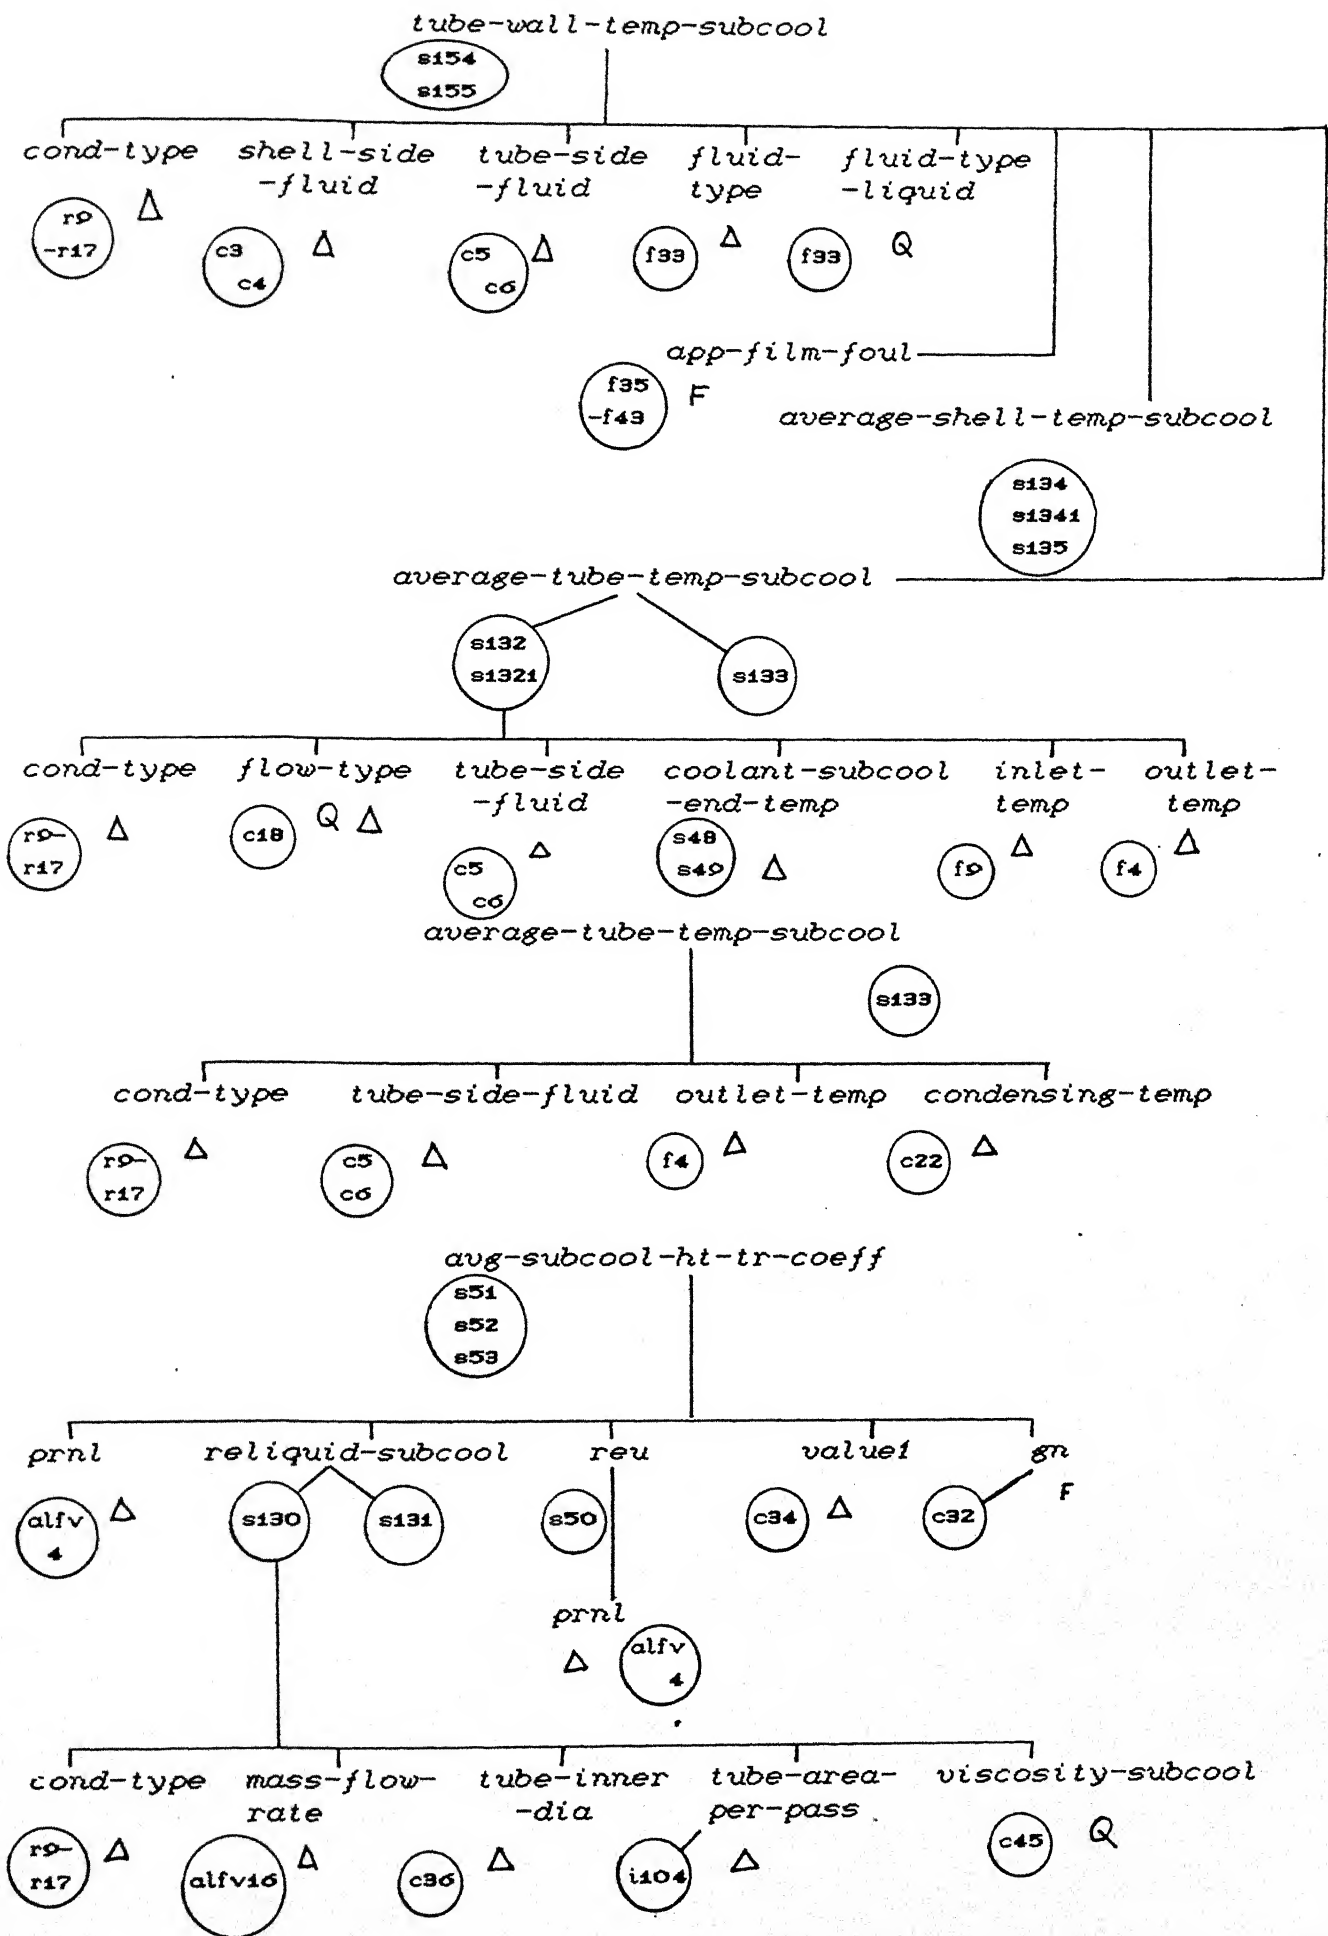 tube-wall-temp-subcool
s154
s155
cond-type shell-side tube-side fluid- fluid-type
-fluid -fluid type -liquid
r9 Δ
-r17
c3 Δ
c4
c5 Δ
c6
f33 Δ
f33 Q
app-film-foul
f35 F
-f43
average-shell-temp-subcool
s134
s1341
s135
average-tube-temp-subcool
s132
s1321
s133
cond-type flow-type tube-side coolant-subcool inlet- outlet-
-fluid -end-temp temp temp
r9- Δ
r17
c18 Q Δ
c5 Δ
c6
s48
s49 Δ
f9 Δ
f4 Δ
average-tube-temp-subcool
s133
cond-type tube-side-fluid outlet-temp condensing-temp
r9- Δ
r17
c5 Δ
c6
f4 Δ
c22 Δ
avg-subcool-ht-tr-coeff
s51
s52
s53
prnl reliquid-subcool reu value1 gn
alfv Δ
4
s130
s131
s50
c34 Δ
c32 F
prnl
Δ alfv
4
cond-type mass-flow- tube-inner tube-area- viscosity-subcool
rate -dia per-pass
r9- Δ
r17
alfv16 Δ
c36 Δ
i104 Δ
c45 Q